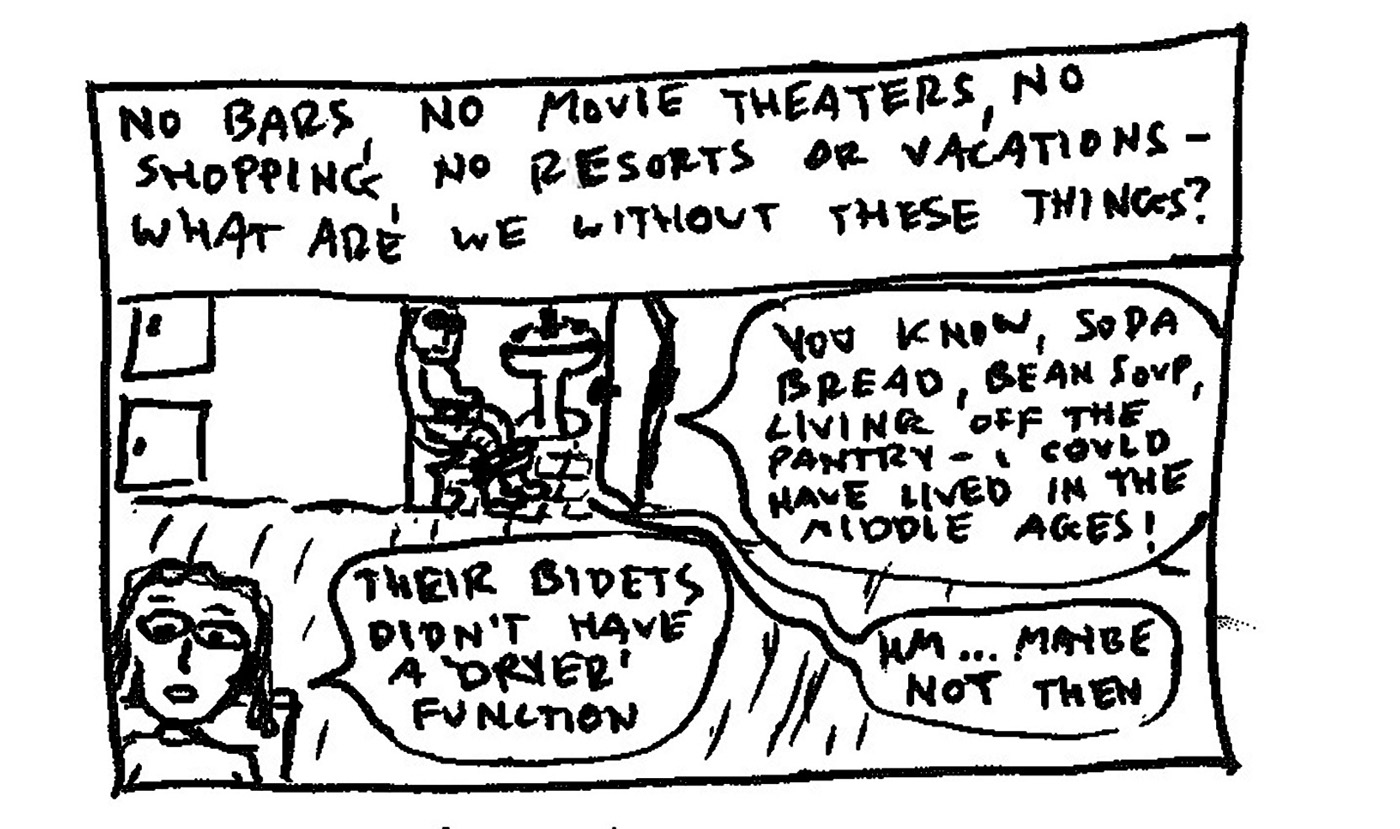 NO BARS, NO MOVIE THEATERS, NO
SHOPPING, NO RESORTS OR VACATIONS -
WHAT ARE WE WITHOUT THESE THINGS?
YOU KNOW, SODA
BREAD, BEAN SOUP,
LIVING OFF THE
PANTRY - I COULD
HAVE LIVED IN THE
MIDDLE AGES!
THEIR BIDETS
DIDN'T HAVE
A 'DRYER'
FUNCTION
HM... MAYBE
NOT THEN